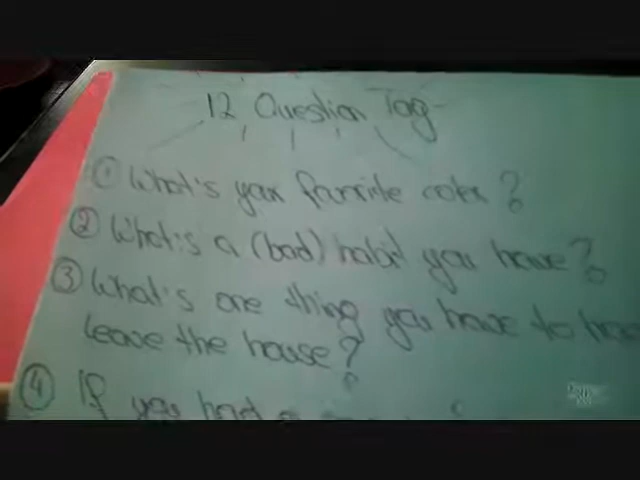 12 Question Tag
① What's your favorite color?
② What's a (bad) habit you have?
③ What's one thing you have to
leave the house?
④ If you had a